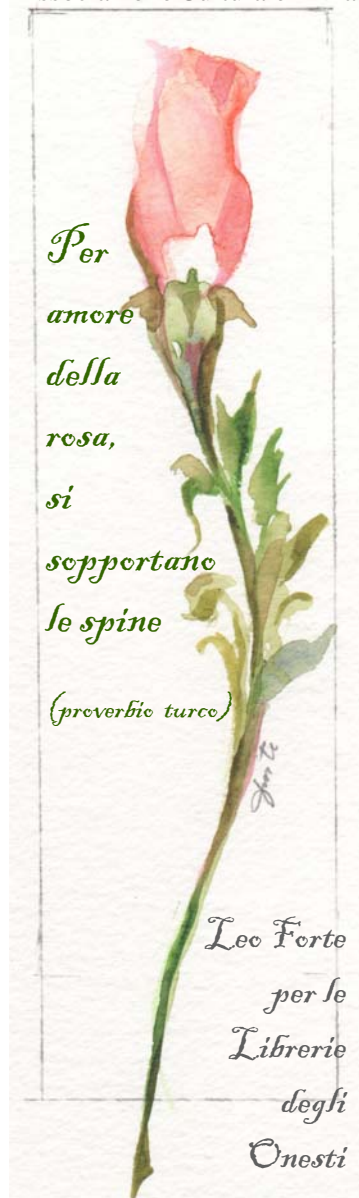 Per
amore
della
rosa,
si
sopportano
le spine
(proverbio turco)
Leo Forte
per le
Librerie
degli
Onesti